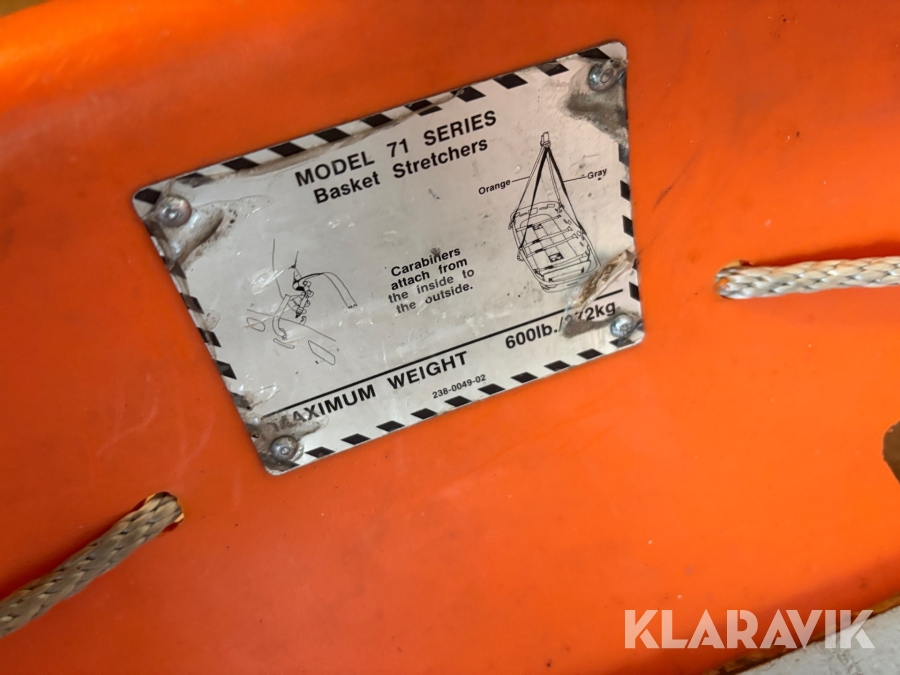 MODEL 71 SERIES
Basket Stretchers
Orange
Gray
Carabiners
attach from
the inside to
the outside.
MAXIMUM WEIGHT 600lb./272kg
238-0049-02
KLARAVIK